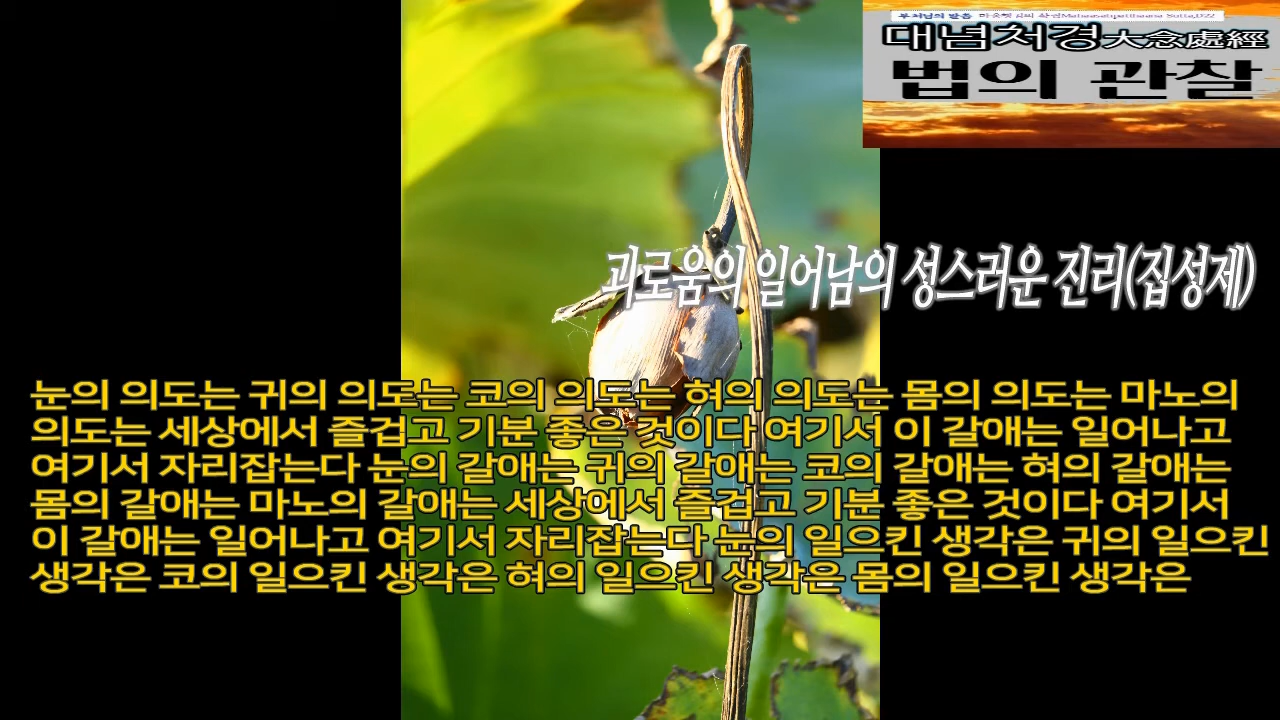 부처님의 말씀
대념처경大念處經
법의 관찰
괴로움의 일어남의 성스러운 진리(집성제)
눈의 의도는 귀의 의도는 코의 의도는 혀의 의도는 몸의 의도는 마노의
의도는 세상에서 즐겁고 기분 좋은 것이다 여기서 이 갈애는 일어나고
여기서 자리잡는다 눈의 갈애는 귀의 갈애는 코의 갈애는 혀의 갈애는
몸의 갈애는 마노의 갈애는 세상에서 즐겁고 기분 좋은 것이다 여기서
이 갈애는 일어나고 여기서 자리잡는다 눈의 일으킨 생각은 귀의 일으킨
생각은 코의 일으킨 생각은 혀의 일으킨 생각은 몸의 일으킨 생각은